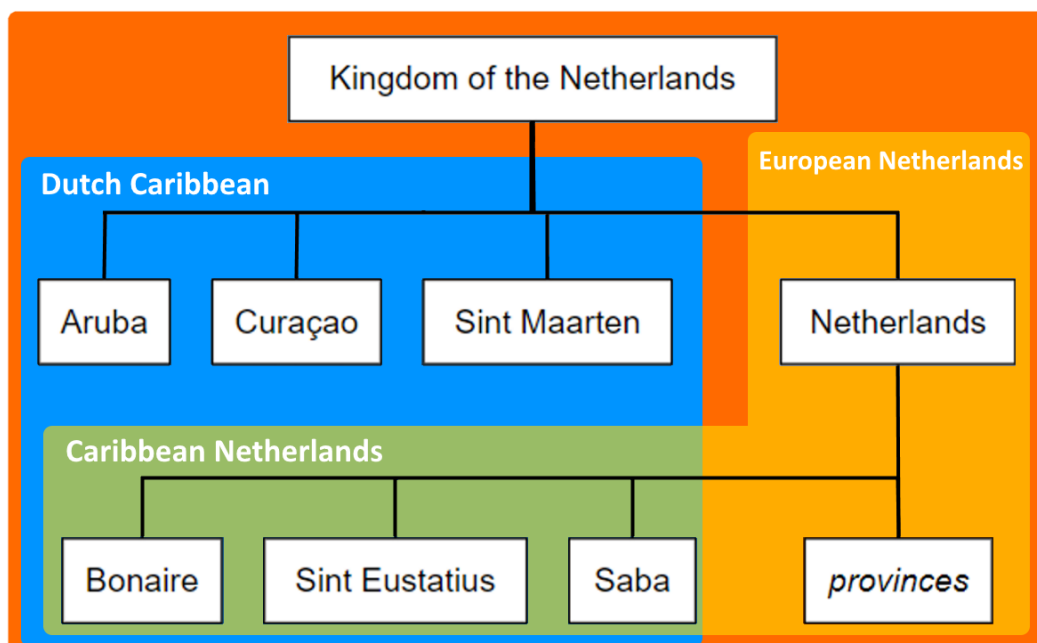 Kingdom of the Netherlands
European Netherlands
Dutch Caribbean
Aruba
Curaçao
Sint Maarten
Netherlands
Caribbean Netherlands
Bonaire
Sint Eustatius
Saba
provinces